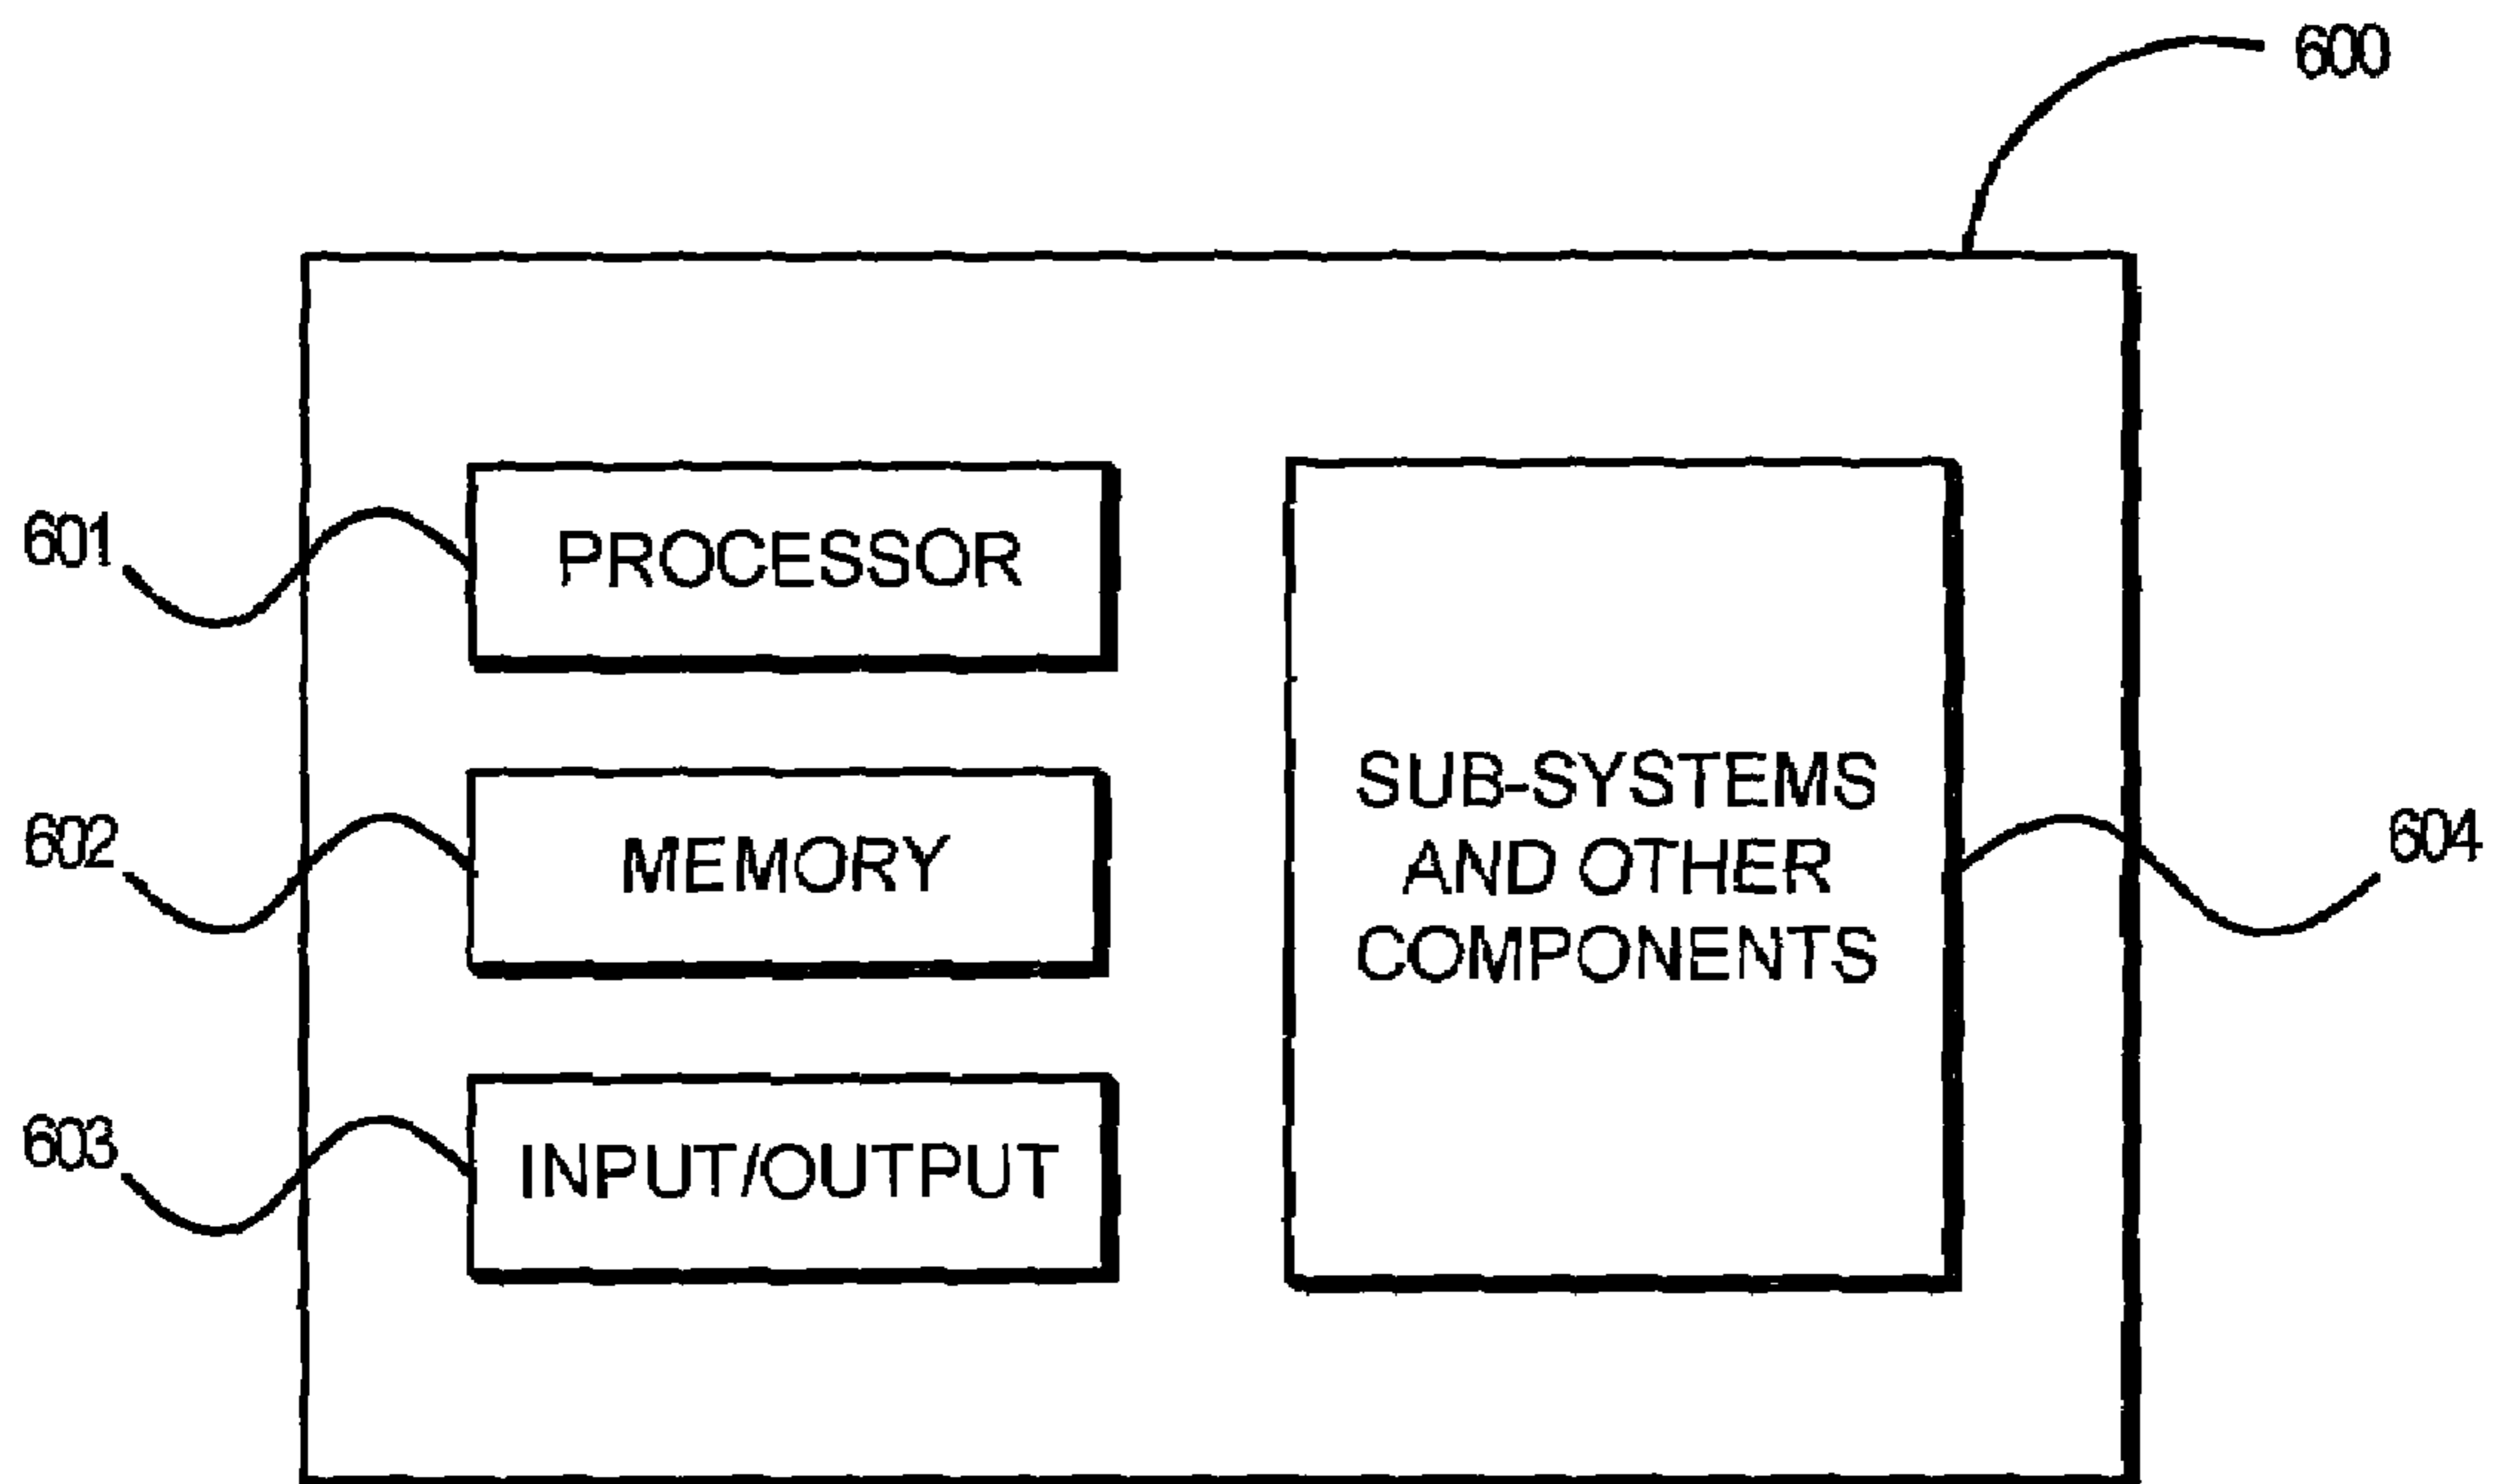 600
601
PROCESSOR
602
MEMORY
603
INPUT/OUTPUT
SUB-SYSTEMS
AND OTHER
COMPONENTS
604